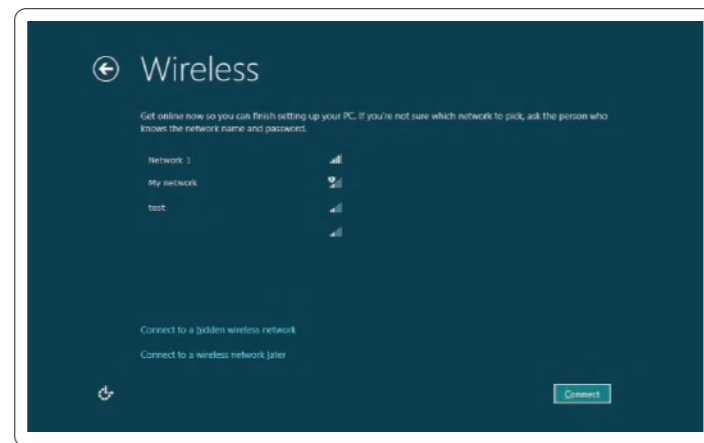 Wireless
Get online now so you can finish setting up your PC. If you're not sure which network to pick, ask the person who
knows the network name and password.
Network 1
My network
test
Connect to a hidden wireless network
Connect to a wireless network later
Connect